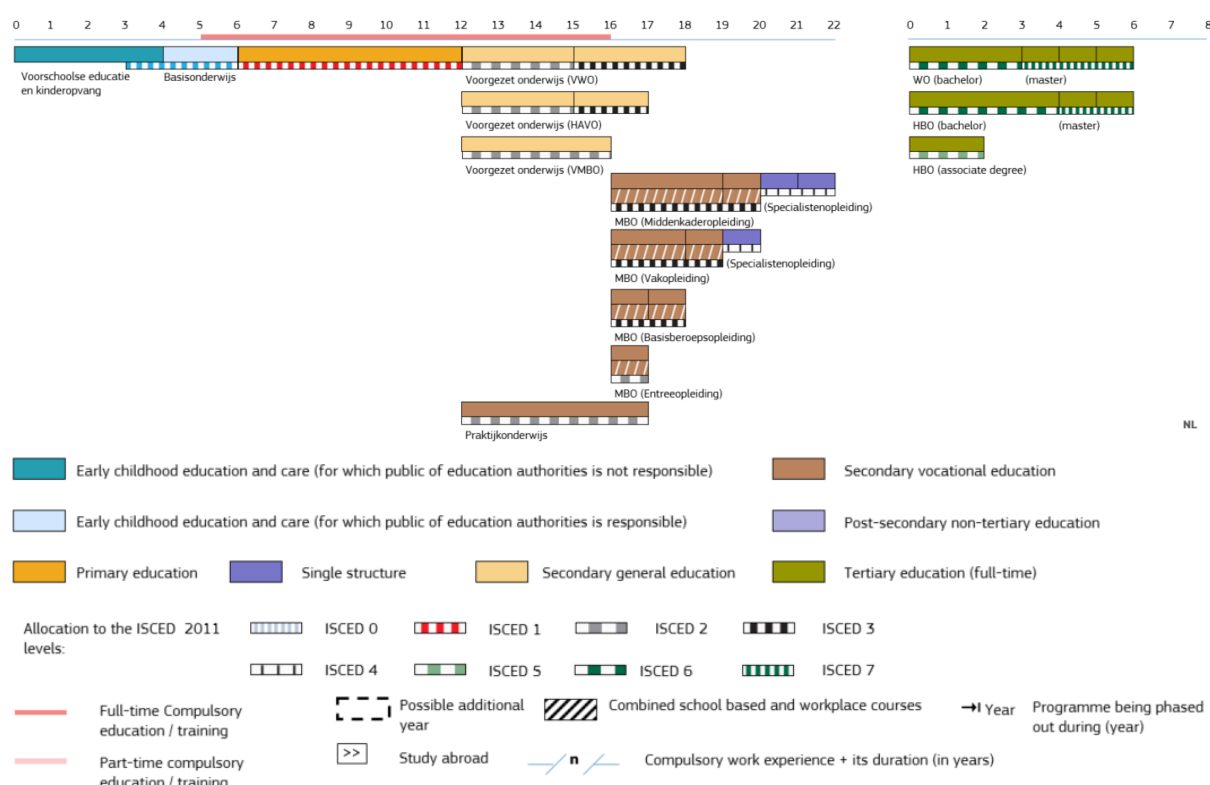 0 1 2 3 4 5 6 7 8 9 10 11 12 13 14 15 16 17 18 19 20 21 22 0 1 2 3 4 5 6 7 8
Voorschoolse educatie
en kinderopvang
Basisonderwijs
Voorgezet onderwijs (VWO)
WO (bachelor) (master)
Voorgezet onderwijs (HAVO)
HBO (bachelor) (master)
Voorgezet onderwijs (VMBO)
HBO (associate degree)
(Specialistenopleiding)
MBO (Middenkaderopleiding)
(Specialistenopleiding)
MBO (Vakopleiding)
MBO (Basisberoepsopleiding)
MBO (Entreeopleiding)
Praktijkonderwijs
NL
Early childhood education and care (for which public of education authorities is not responsible)
Secondary vocational education
Early childhood education and care (for which public of education authorities is responsible)
Post-secondary non-tertiary education
Primary education
Single structure
Secondary general education
Tertiary education (full-time)
Allocation to the ISCED 2011
levels:
ISCED 0 ISCED 1 ISCED 2 ISCED 3
ISCED 4 ISCED 5 ISCED 6 ISCED 7
Full-time Compulsory
education / training
Possible additional
year
Combined school based and workplace courses
Year
Programme being phased
out during (year)
Part-time compulsory
education / training
>>
Study abroad
n
Compulsory work experience + its duration (in years)